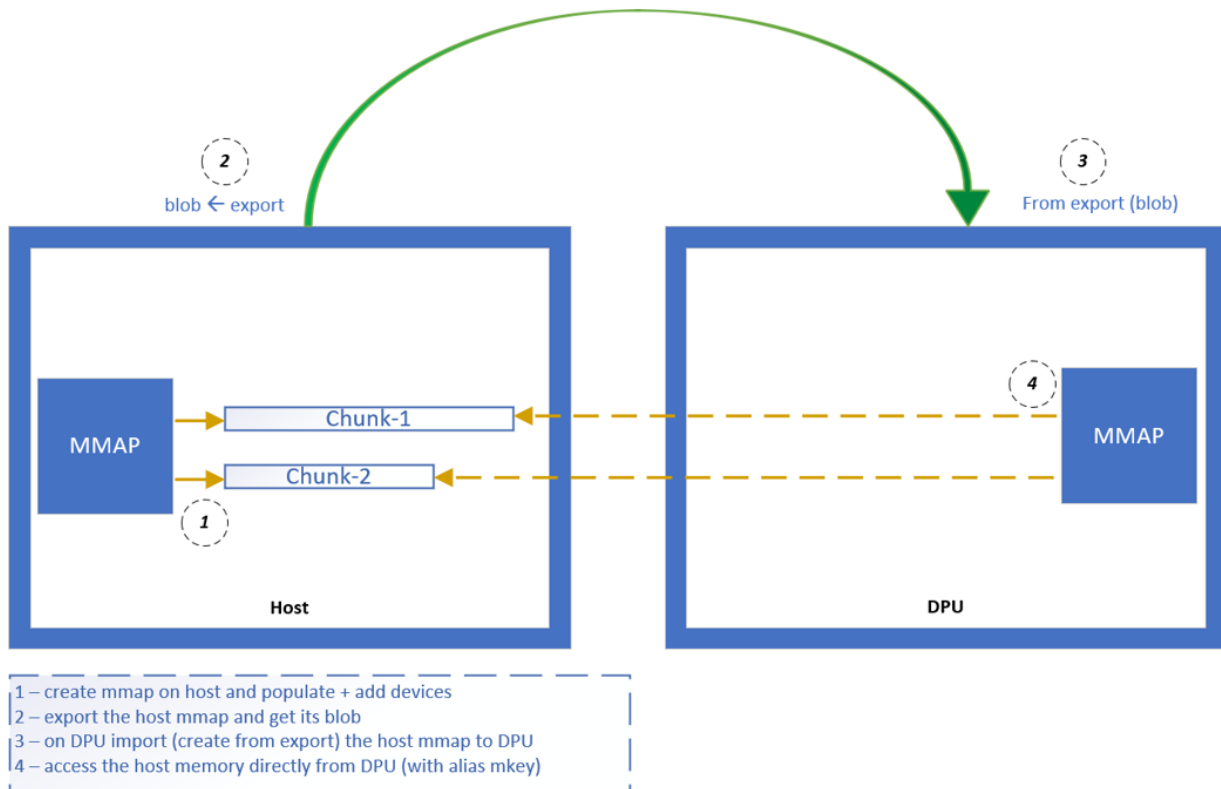 2
blob ← export
3
From export (blob)
4
MMAP
Chunk-1
Chunk-2
MMAP
1
Host
DPU
1 – create mmap on host and populate + add devices
2 – export the host mmap and get its blob
3 – on DPU import (create from export) the host mmap to DPU
4 – access the host memory directly from DPU (with alias mkey)